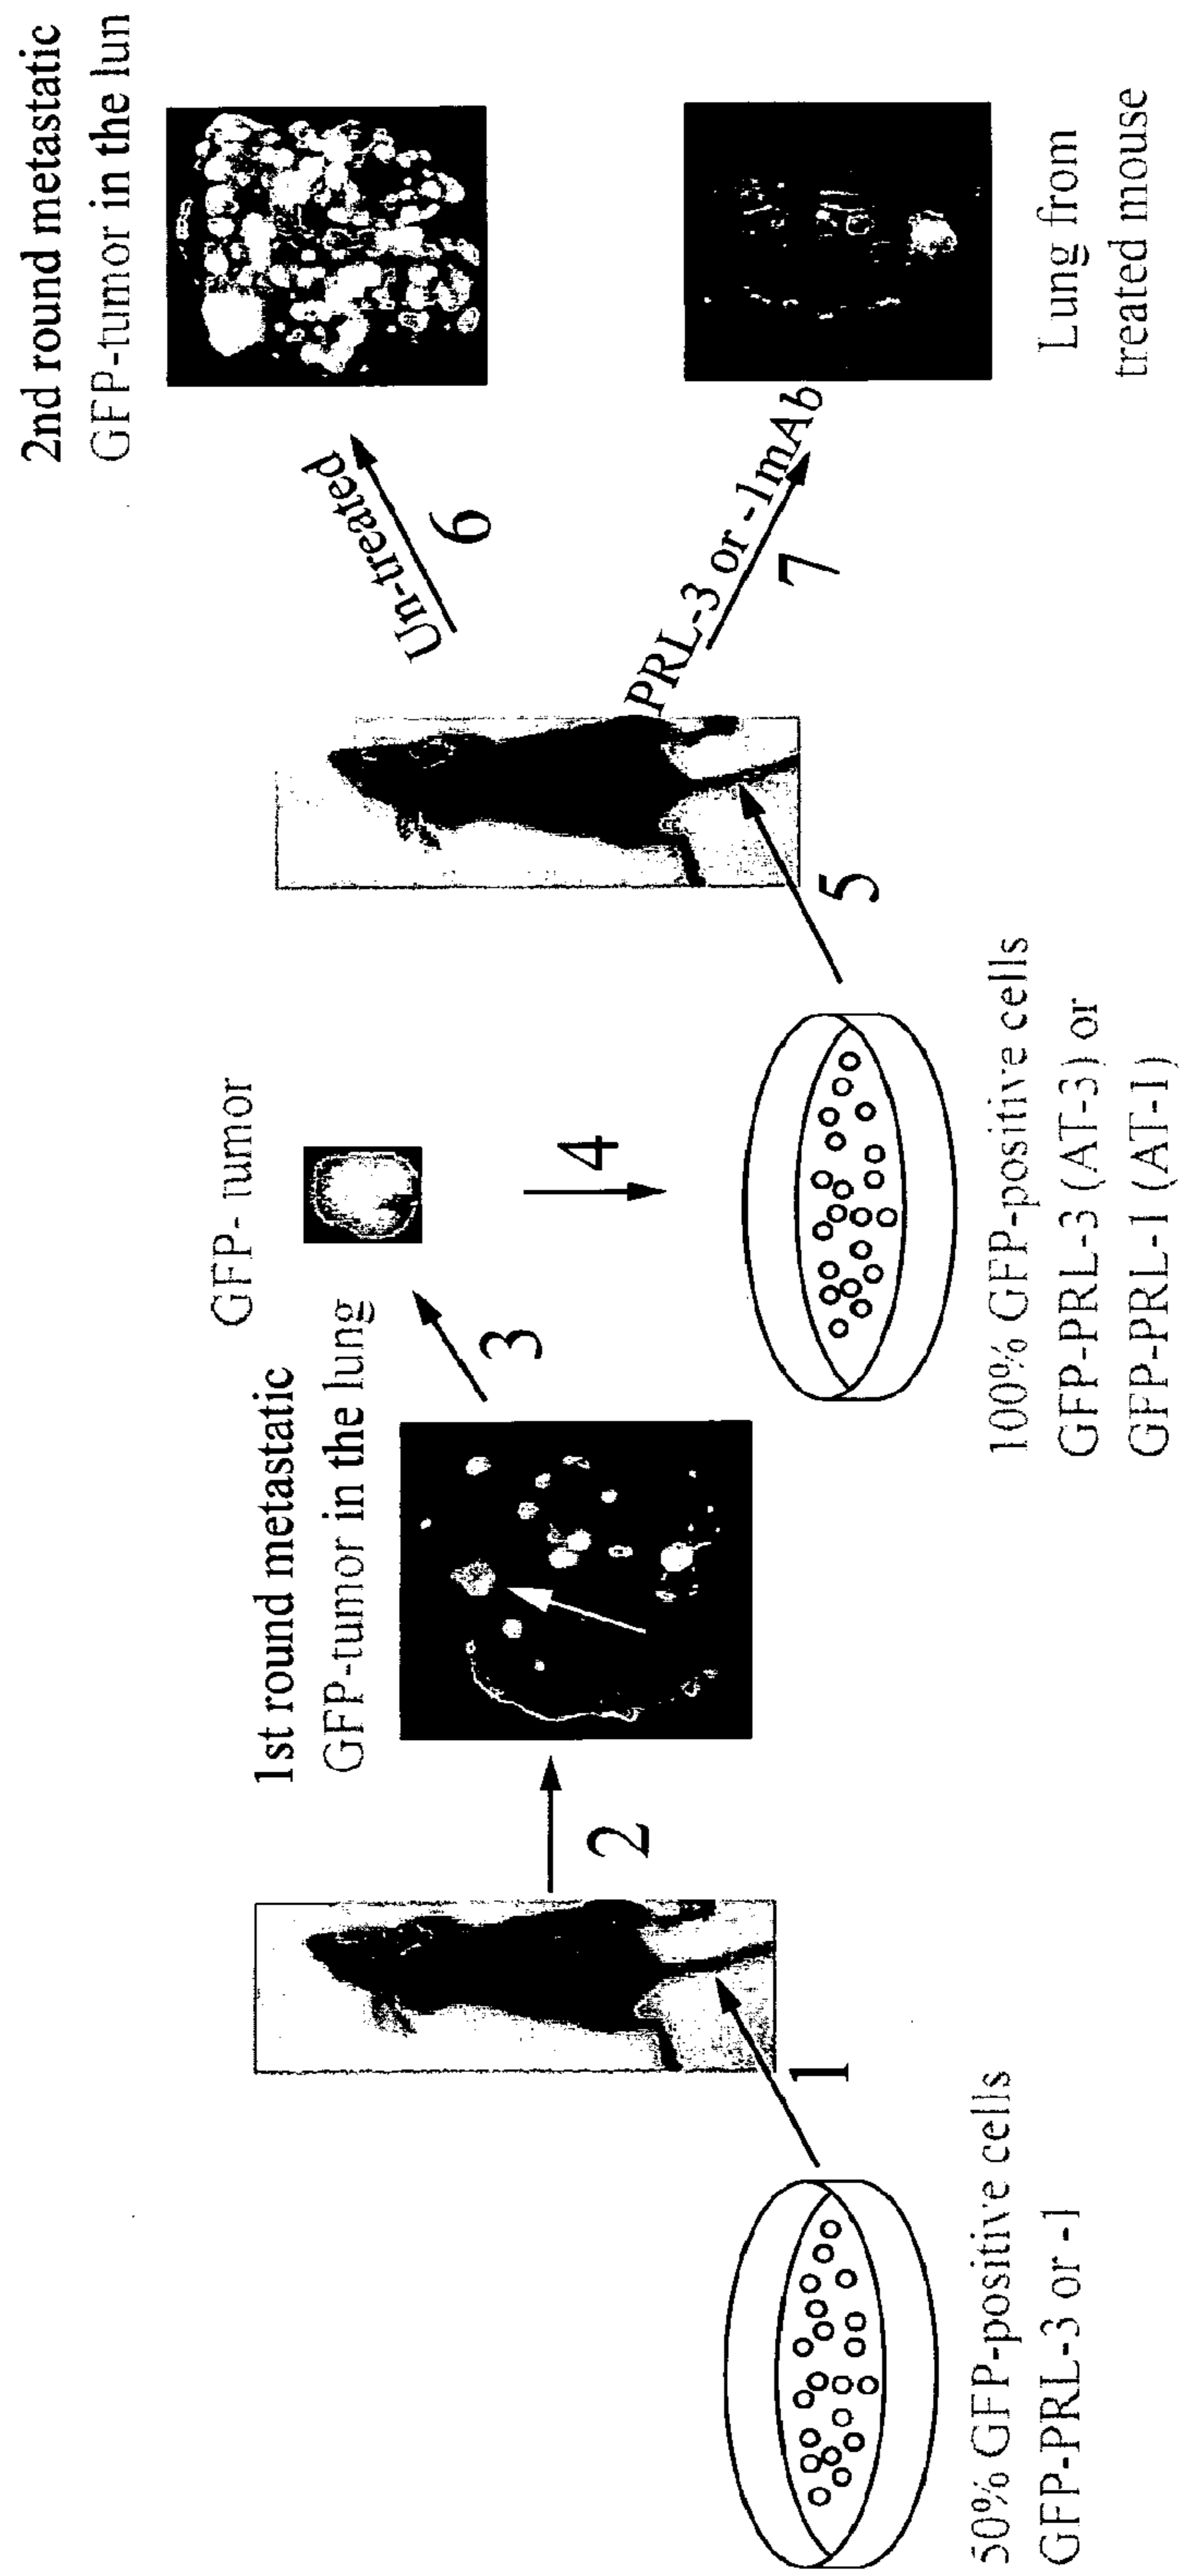 50% GFP-positive cells
GFP-PRL-3 or -1
1
2
1st round metastatic
GFP-tumor in the lung
3
GFP- tumor
4
100% GFP-positive cells
GFP-PRL-3 (AT-3) or
GFP-PRL-1 (AT-1)
5
Un-treated
6
2nd round metastatic
GFP-tumor in the lun
PRL-3 or -1mAb
7
Lung from
treated mouse